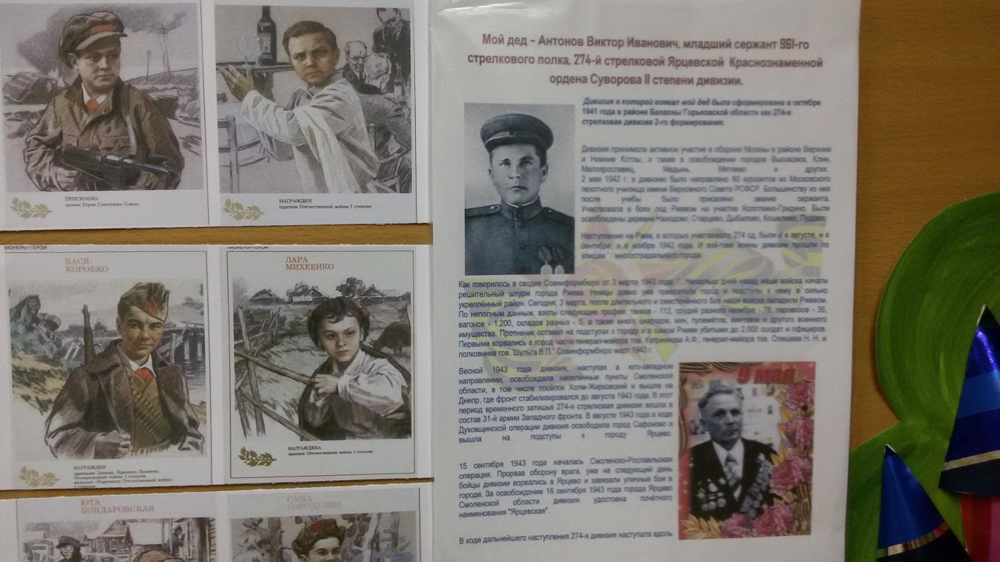 ПРИСВОЕНО
звание Героя Советского Союза
НАГРАЖДЕН
орденом Отечественной войны I степени
ПИОНЕРЫ-ГЕРОИ
ВАСЯ
КОРОБКО
НАГРАЖДЕН
орденами Ленина, Красного Знамени,
Отечественной войны I степени,
медалью «Партизану Отечественной войны»
I степени
ПИОНЕРЫ-ГЕРОИ
ЛАРА
МИХЕЕНКО
НАГРАЖДЕНА
орденом Отечественной войны I степени
ЮТА
БОНДАРОВСКАЯ
САША
БОРОДУЛИН
Мой дед – Антонов Виктор Иванович, младший сержант 961-го
стрелкового полка, 274-й стрелковой Ярцевской Краснознаменной
ордена Суворова II степени дивизии.
Дивизия в которой воевал мой дед была сформирована в октябре
1941 года в районе Балахны Горьковской области как 274-я
стрелковая дивизия 2-го формирования.
Дивизия принимала активное участие в обороне Москвы в районе Верхние
и Нижние Котлы, а также в освобождении городов Высоковск, Клин,
Малоярославец, Медынь, Мятлево и других.
2 мая 1942 г. в дивизию было направлено 80 курсантов из Московского
пехотного училища имени Верховного Совета РСФСР. Большинству из них
после учебы было присвоено звание сержанта.
Участвовала в боях под Ржевом на участке Колоткино-Гридино. Были
освобождены деревни Находово, Старцево, Дыбалово, Кошелево, Пудово.
Наступления на Ржев, в которых участвовала 274 сд, были и в августе, и в
сентябре, и в ноябре 1942 года. И всё-таки воины дивизии прошли по
улицам многострадального города.
Как говорилось в сводке Совинформбюро от 3 марта 1943 года: "...несколько дней назад наши войска начали
решительный штурм города Ржева. Немцы давно уже превратили город и подступы к нему в сильно
укреплённый район. Сегодня, 3 марта, после длительного и ожесточённого боя наши войска овладели Ржевом.
По неполным данным, взяты следующие трофеи: танков - 112, орудий разного калибра - 78, паровозов - 35,
вагонов - 1.200, складов разных - 5, а также много снарядов, мин, пулемётов, винтовок и другого военного
имущества. Противник оставил на подступах к городу и в самом Ржеве убитыми до 2.000 солдат и офицеров.
Первыми ворвались в город части генерал-майора тов. Куприянова А.Ф., генерал-майора тов. Олешева Н. Н. и
полковника тов. Шульга В.П." Совинформбюро март 1943 г.
Весной 1943 года дивизия, наступая в юго-западном
направлении, освобождала населённые пункты Смоленской
области, в том числе посёлок Холм-Жирковский и вышла на
Днепр, где фронт стабилизировался до августа 1943 года. В этот
период временного затишья 274-я стрелковая дивизия вошла в
состав 31-й армии Западного фронта. В августе 1943 года в ходе
Духовщинской операции дивизия освободила город Сафоново и
вышла на подступы к городу Ярцево.
9 мая
15 сентября 1943 года началась Смоленско-Рославльская
операция. Прорвав оборону врага, уже на следующий день
бойцы дивизии ворвались в Ярцево и завязали уличные бои в
городе. За освобождение 16 сентября 1943 года города Ярцево
Смоленской области дивизия удостоена почётного
наименования "Ярцевская".
В ходе дальнейшего наступления 274-я дивизия наступала вдоль